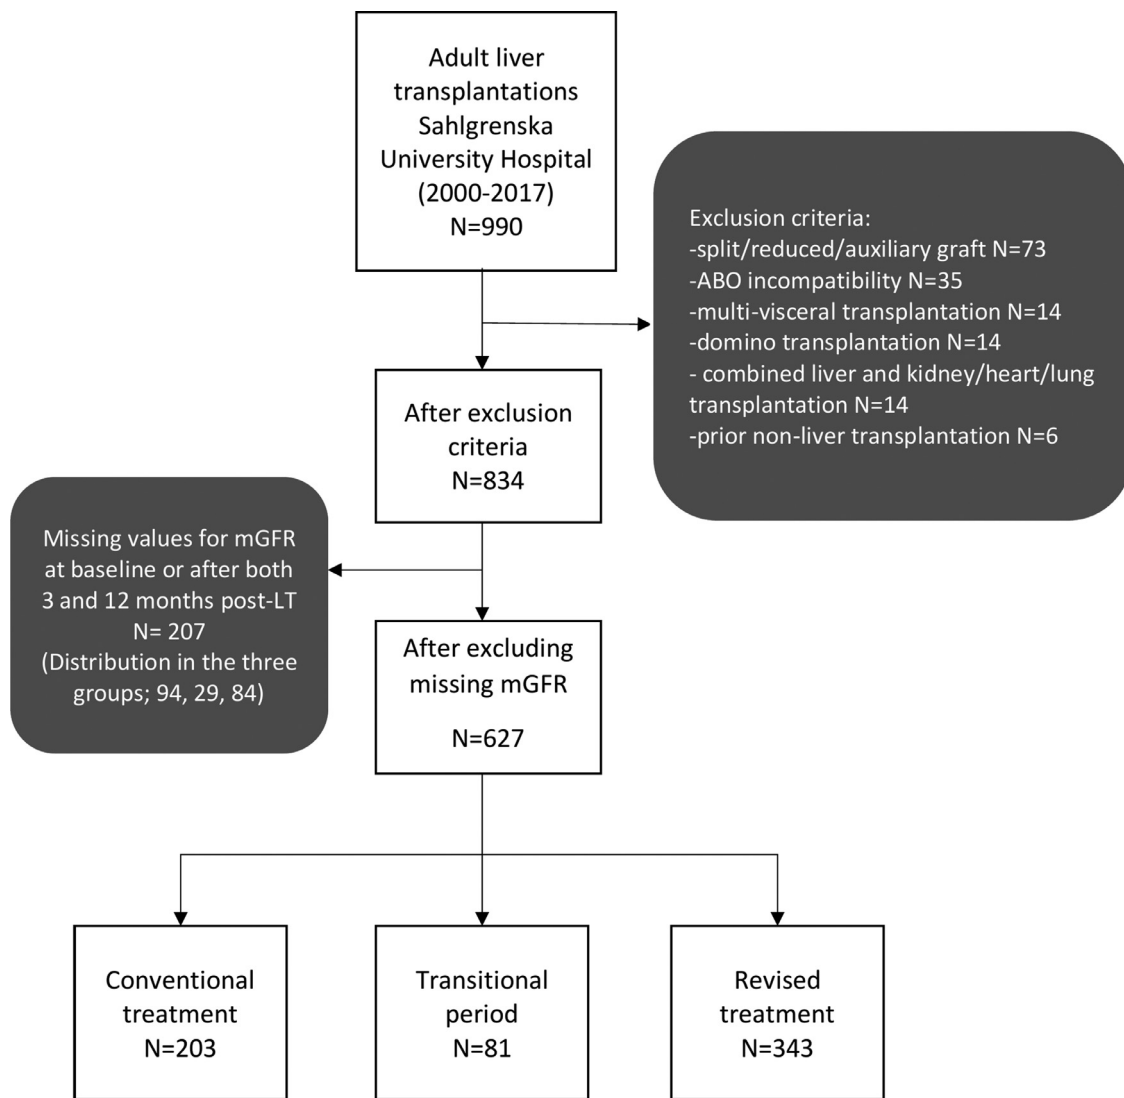 Adult liver
transplantations
Sahlgrenska
University Hospital
(2000-2017)
N=990
Exclusion criteria:
-split/reduced/auxiliary graft N=73
-ABO incompatibility N=35
-multi-visceral transplantation N=14
-domino transplantation N=14
- combined liver and kidney/heart/lung
transplantation N=14
-prior non-liver transplantation N=6
After exclusion
criteria
N=834
Missing values for mGFR
at baseline or after both
3 and 12 months post-LT
N= 207
(Distribution in the three
groups; 94, 29, 84)
After excluding
missing mGFR
N=627
Conventional
treatment
N=203
Transitional
period
N=81
Revised
treatment
N=343